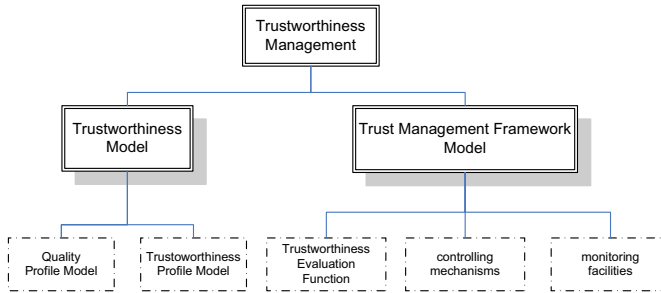 Trustworthiness
Management
Trustworthiness
Model
Trust Management Framework
Model
Quality
Profile Model
Trustoworthiness
Profile Model
Trustworthiness
Evaluation
Function
controlling
mechanisms
monitoring
facilities